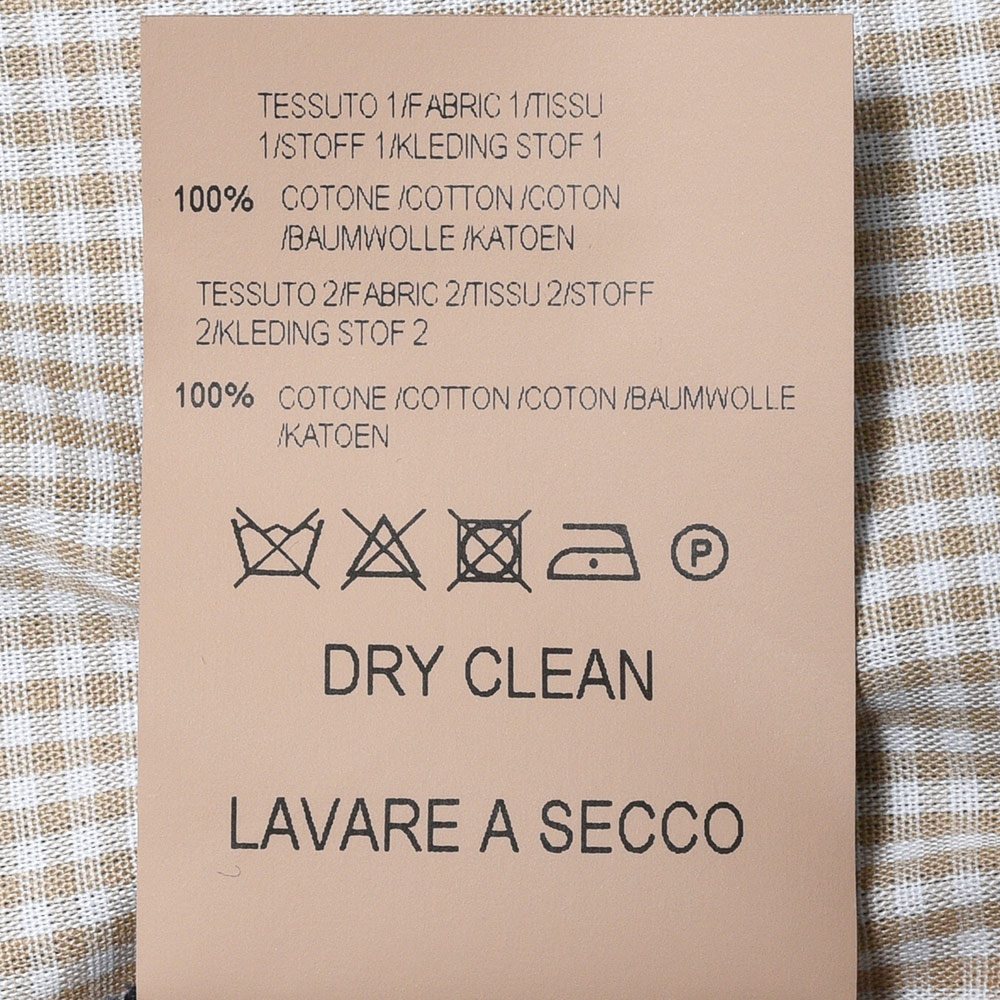 TESSUTO 1/FABRIC 1/TISSU
1/STOFF 1/KLEDING STOF 1
100% COTONE /COTTON /COTON
/BAUMWOLLE /KATOEN
TESSUTO 2/FABRIC 2/TISSU 2/STOFF
2/KLEDING STOF 2
100% COTONE /COTTON /COTON /BAUMWOLLE
/KATOEN
P
DRY CLEAN
LAVARE A SECCO